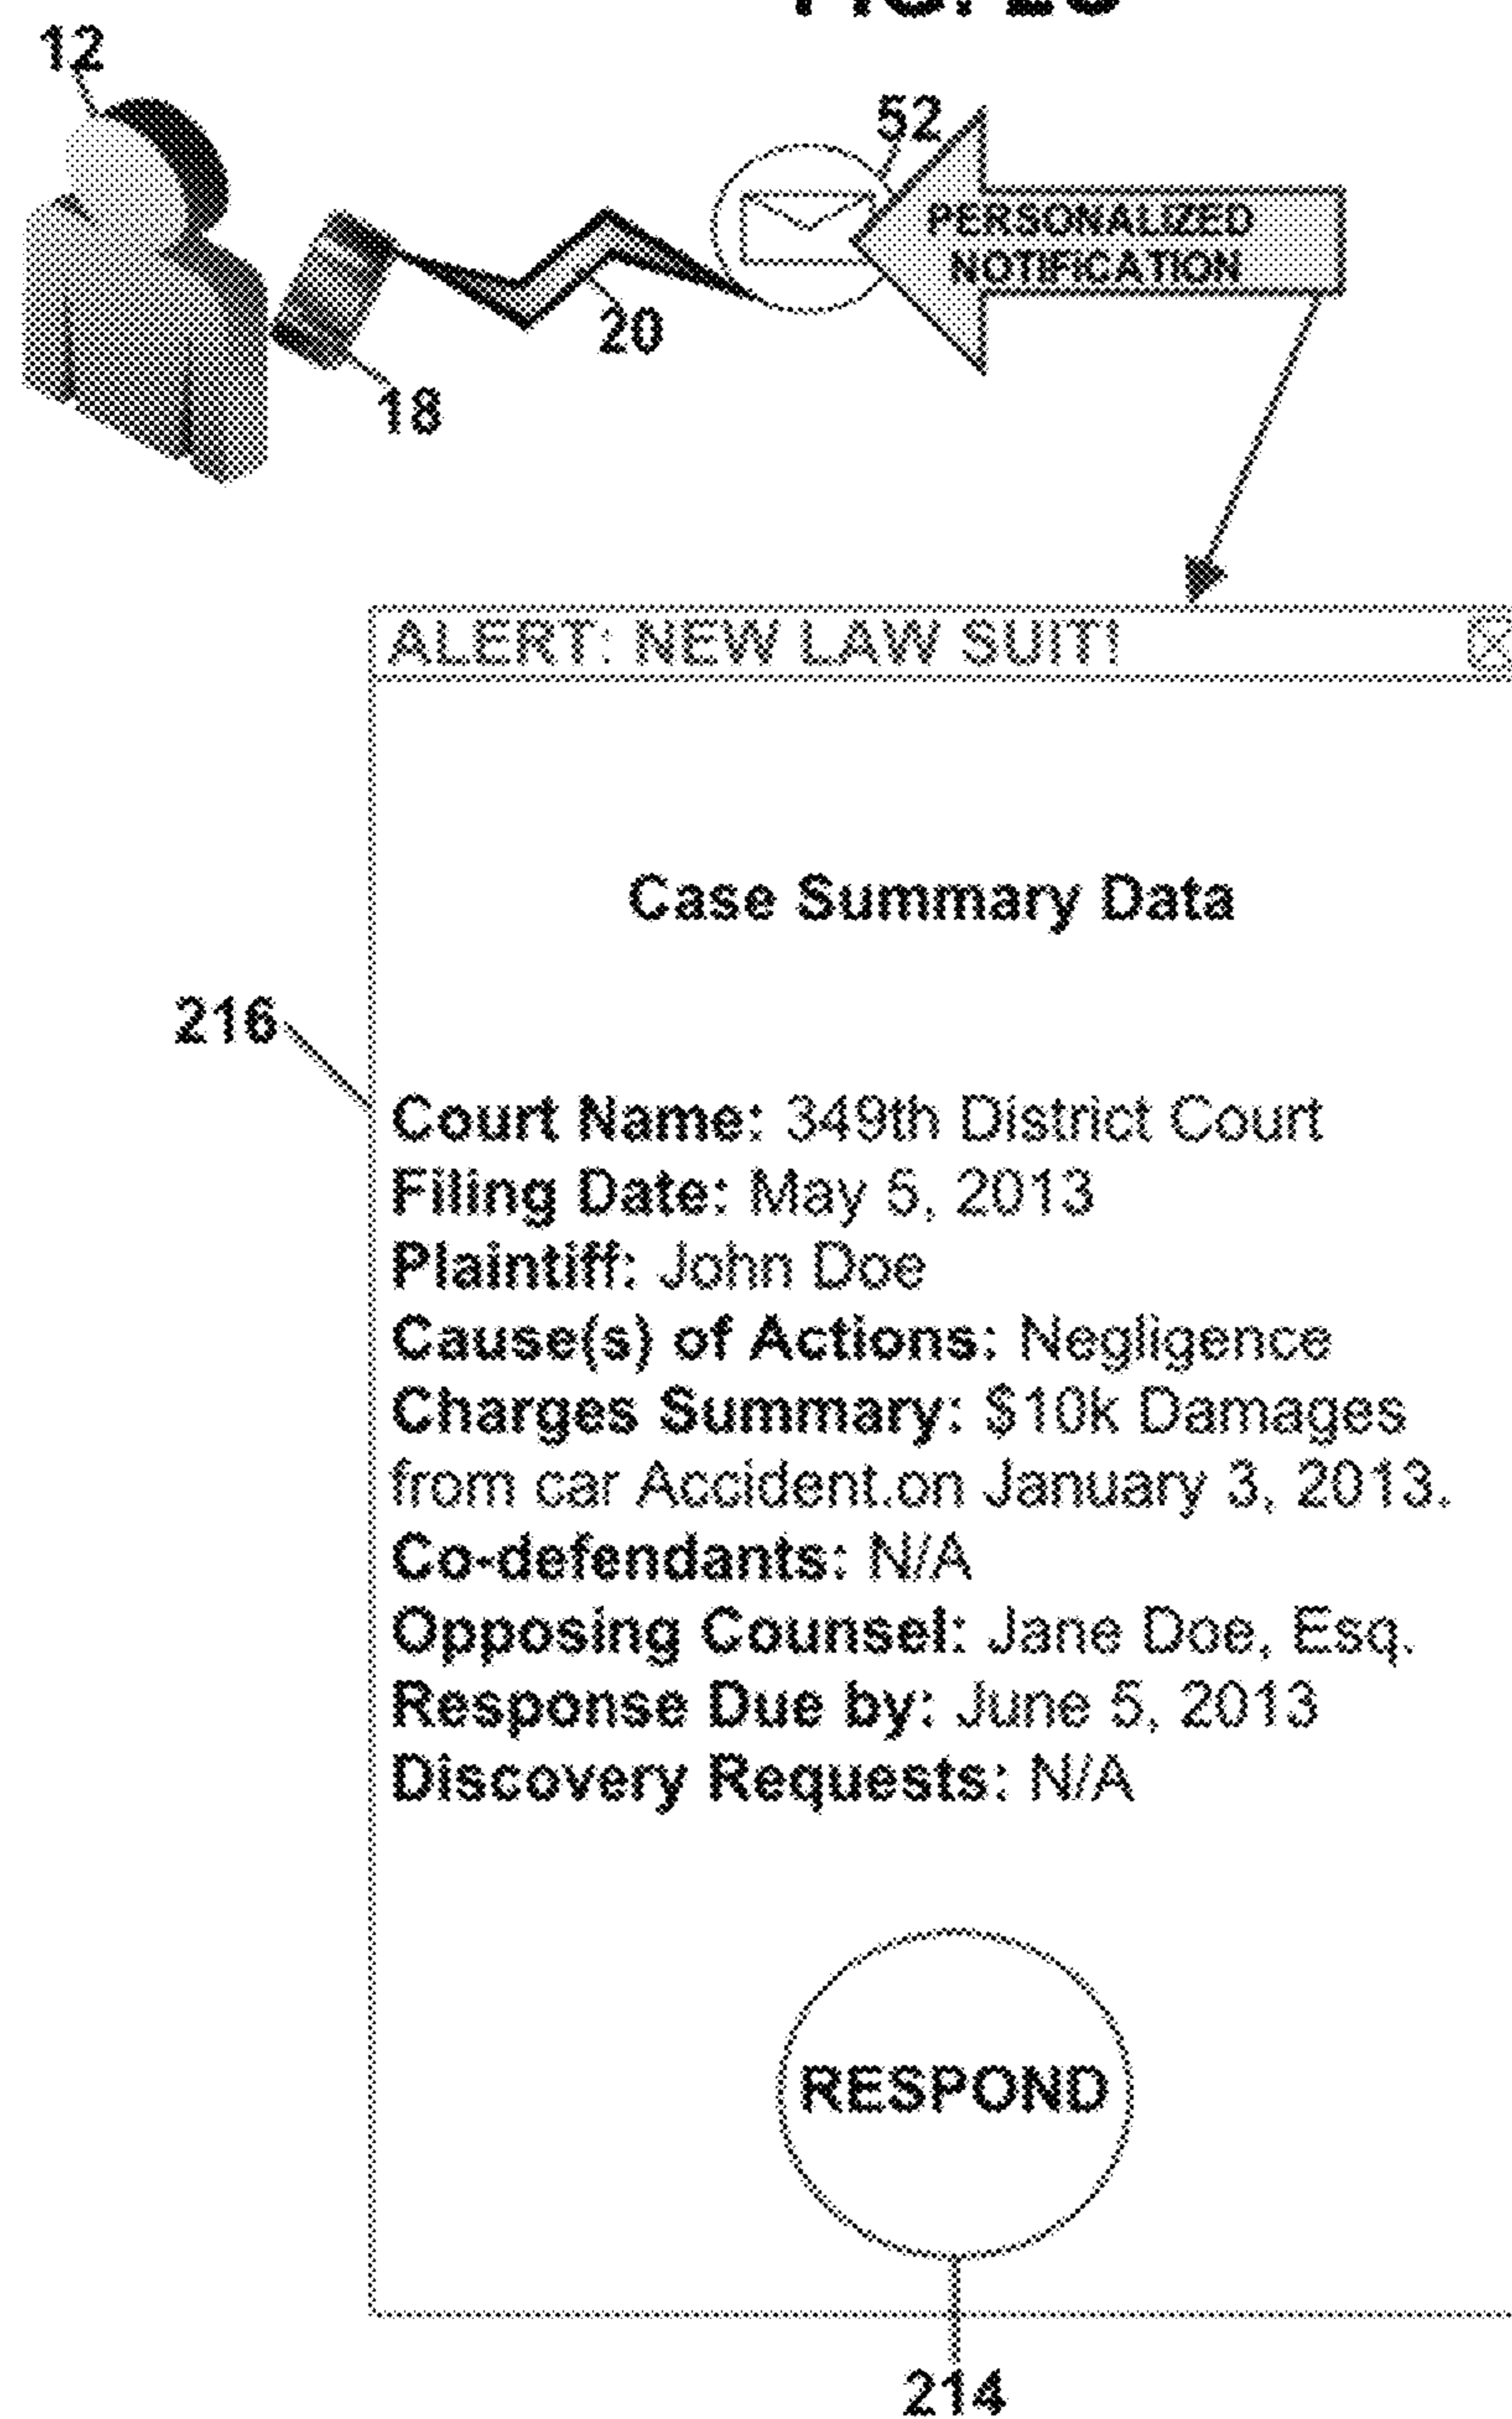 12
52
PERSONALIZED
NOTIFICATION
20
18
ALERT: NEW LAW SUIT!
Case Summary Data
216
Court Name: 349th District Court
Filing Date: May 5, 2013
Plaintiff: John Doe
Cause(s) of Actions: Negligence
Charges Summary: $10k Damages
from car Accident.on January 3, 2013.
Co-defendants: N/A
Opposing Counsel: Jane Doe, Esq.
Response Due by: June 5, 2013
Discovery Requests: N/A
RESPOND
214